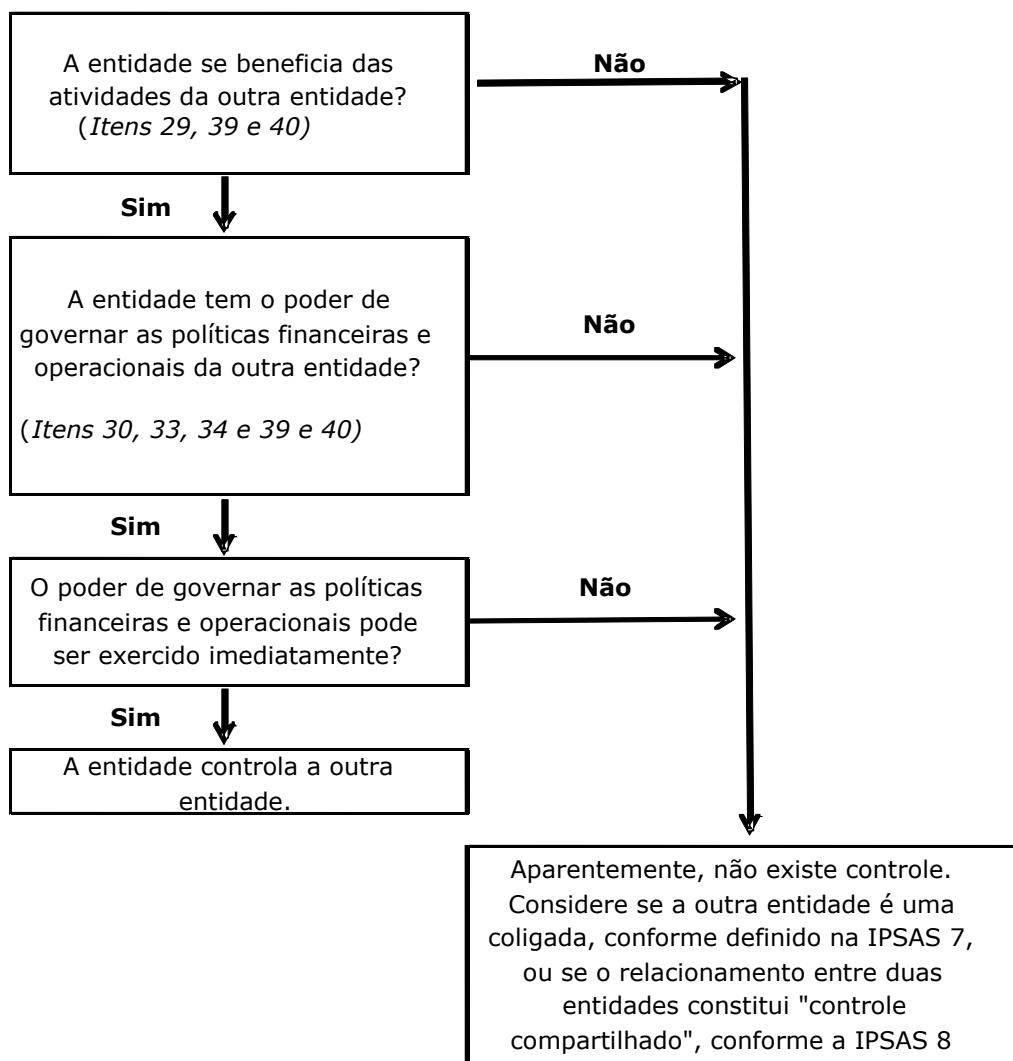 A entidade se beneficia das
atividades da outra entidade?
(Itens 29, 39 e 40)
Não
Sim
A entidade tem o poder de
governar as políticas financeiras e
operacionais da outra entidade?
(Itens 30, 33, 34 e 39 e 40)
Não
Sim
O poder de governar as políticas
financeiras e operacionais pode
ser exercido imediatamente?
Não
Sim
A entidade controla a outra
entidade.
Aparentemente, não existe controle.
Considere se a outra entidade é uma
coligada, conforme definido na IPSAS 7,
ou se o relacionamento entre duas
entidades constitui "controle
compartilhado", conforme a IPSAS 8